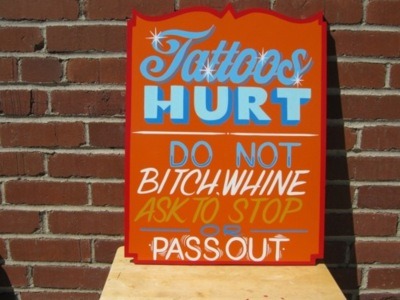 Tattoos
HURT
DO NOT
BITCH, WHINE
ASK TO STOP
OR
PASS OUT